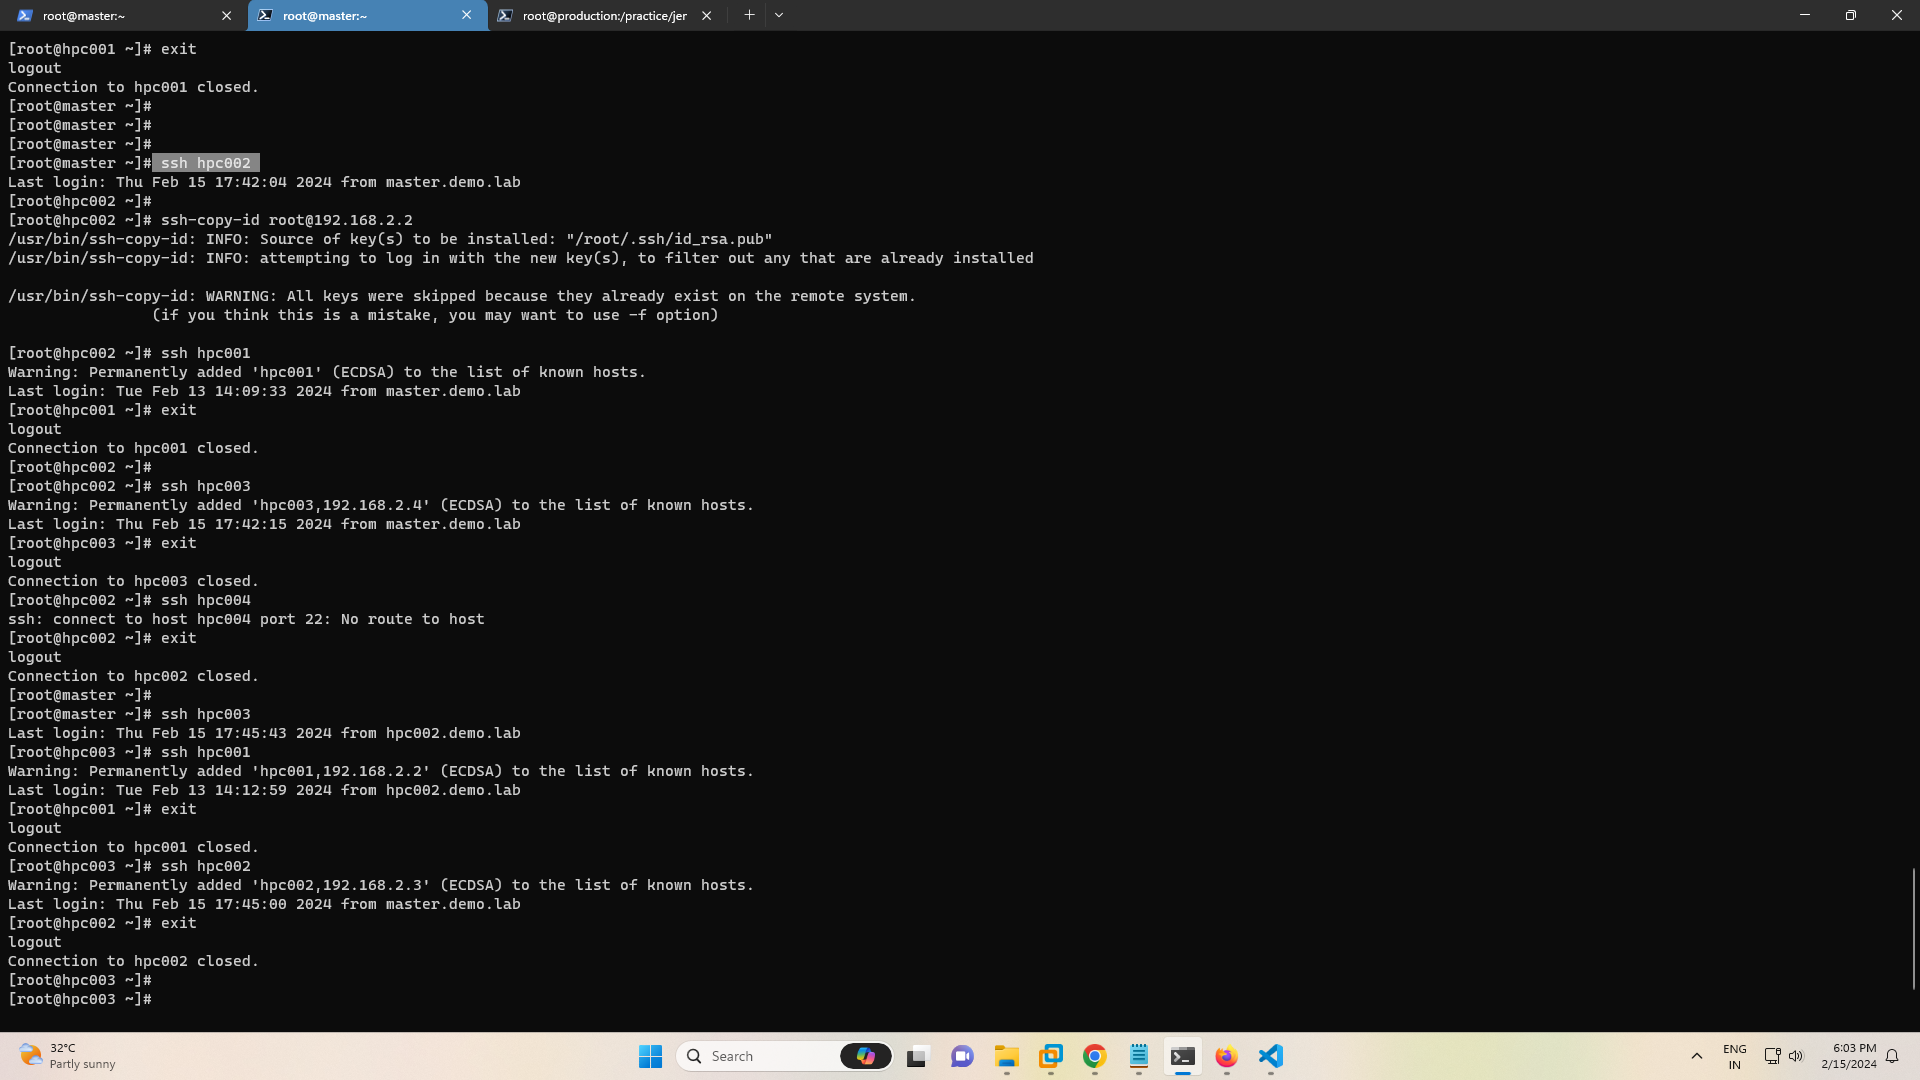 root@master:~
root@master:~
root@production:/practice/jer
[root@hpc001 ~]# exit
logout
Connection to hpc001 closed.
[root@master ~]#
[root@master ~]#
[root@master ~]#
[root@master ~]# ssh hpc002
Last login: Thu Feb 15 17:42:04 2024 from master.demo.lab
[root@hpc002 ~]#
[root@hpc002 ~]# ssh-copy-id root@192.168.2.2
/usr/bin/ssh-copy-id: INFO: Source of key(s) to be installed: "/root/.ssh/id_rsa.pub"
/usr/bin/ssh-copy-id: INFO: attempting to log in with the new key(s), to filter out any that are already installed
/usr/bin/ssh-copy-id: WARNING: All keys were skipped because they already exist on the remote system.
(if you think this is a mistake, you may want to use -f option)
[root@hpc002 ~]# ssh hpc001
Warning: Permanently added 'hpc001' (ECDSA) to the list of known hosts.
Last login: Tue Feb 13 14:09:33 2024 from master.demo.lab
[root@hpc001 ~]# exit
logout
Connection to hpc001 closed.
[root@hpc002 ~]#
[root@hpc002 ~]# ssh hpc003
Warning: Permanently added 'hpc003,192.168.2.4' (ECDSA) to the list of known hosts.
Last login: Thu Feb 15 17:42:15 2024 from master.demo.lab
[root@hpc003 ~]# exit
logout
Connection to hpc003 closed.
[root@hpc002 ~]# ssh hpc004
ssh: connect to host hpc004 port 22: No route to host
[root@hpc002 ~]# exit
logout
Connection to hpc002 closed.
[root@master ~]#
[root@master ~]# ssh hpc003
Last login: Thu Feb 15 17:45:43 2024 from hpc002.demo.lab
[root@hpc003 ~]# ssh hpc001
Warning: Permanently added 'hpc001,192.168.2.2' (ECDSA) to the list of known hosts.
Last login: Tue Feb 13 14:12:59 2024 from hpc002.demo.lab
[root@hpc001 ~]# exit
logout
Connection to hpc001 closed.
[root@hpc003 ~]# ssh hpc002
Warning: Permanently added 'hpc002,192.168.2.3' (ECDSA) to the list of known hosts.
Last login: Thu Feb 15 17:45:00 2024 from master.demo.lab
[root@hpc002 ~]# exit
logout
Connection to hpc002 closed.
[root@hpc003 ~]#
[root@hpc003 ~]#
32°C
Partly sunny
Search
ENG
IN
6:03 PM
2/15/2024